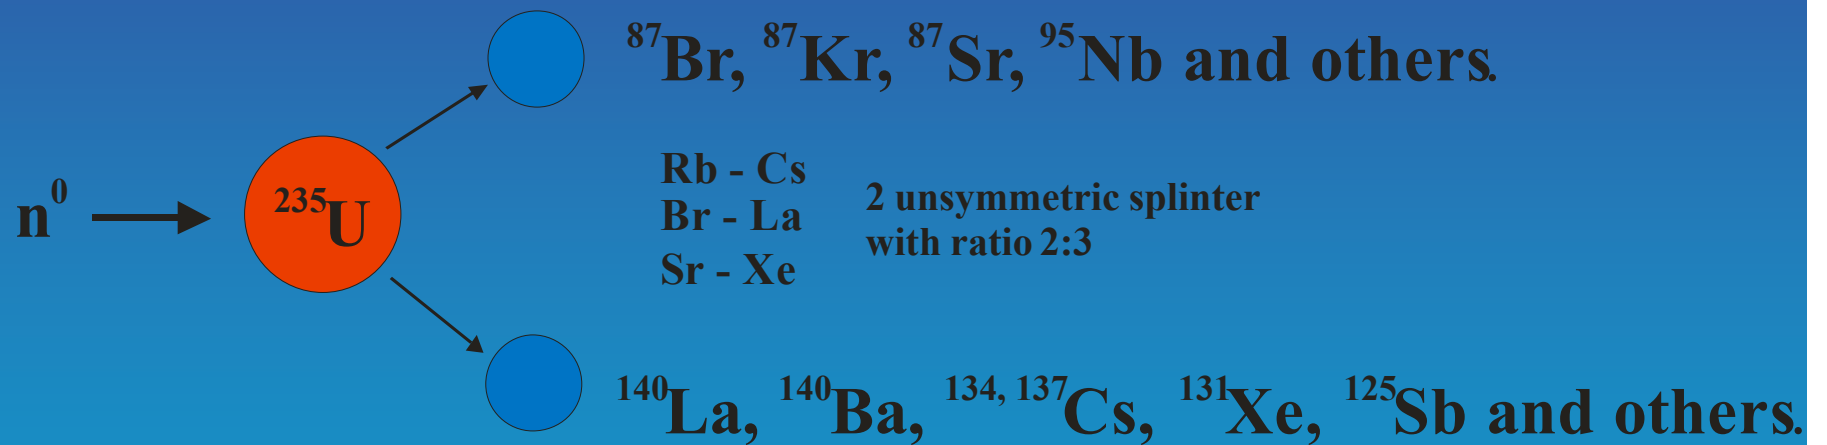 ⁸⁷Br, ⁸⁷Kr, ⁸⁷Sr, ⁹⁵Nb and others.
n⁰
²³⁵U
Rb - Cs
Br - La
Sr - Xe
2 unsymmetric splinter
with ratio 2:3
¹⁴⁰La, ¹⁴⁰Ba, ¹³⁴, ¹³⁷Cs, ¹³¹Xe, ¹²⁵Sb and others.